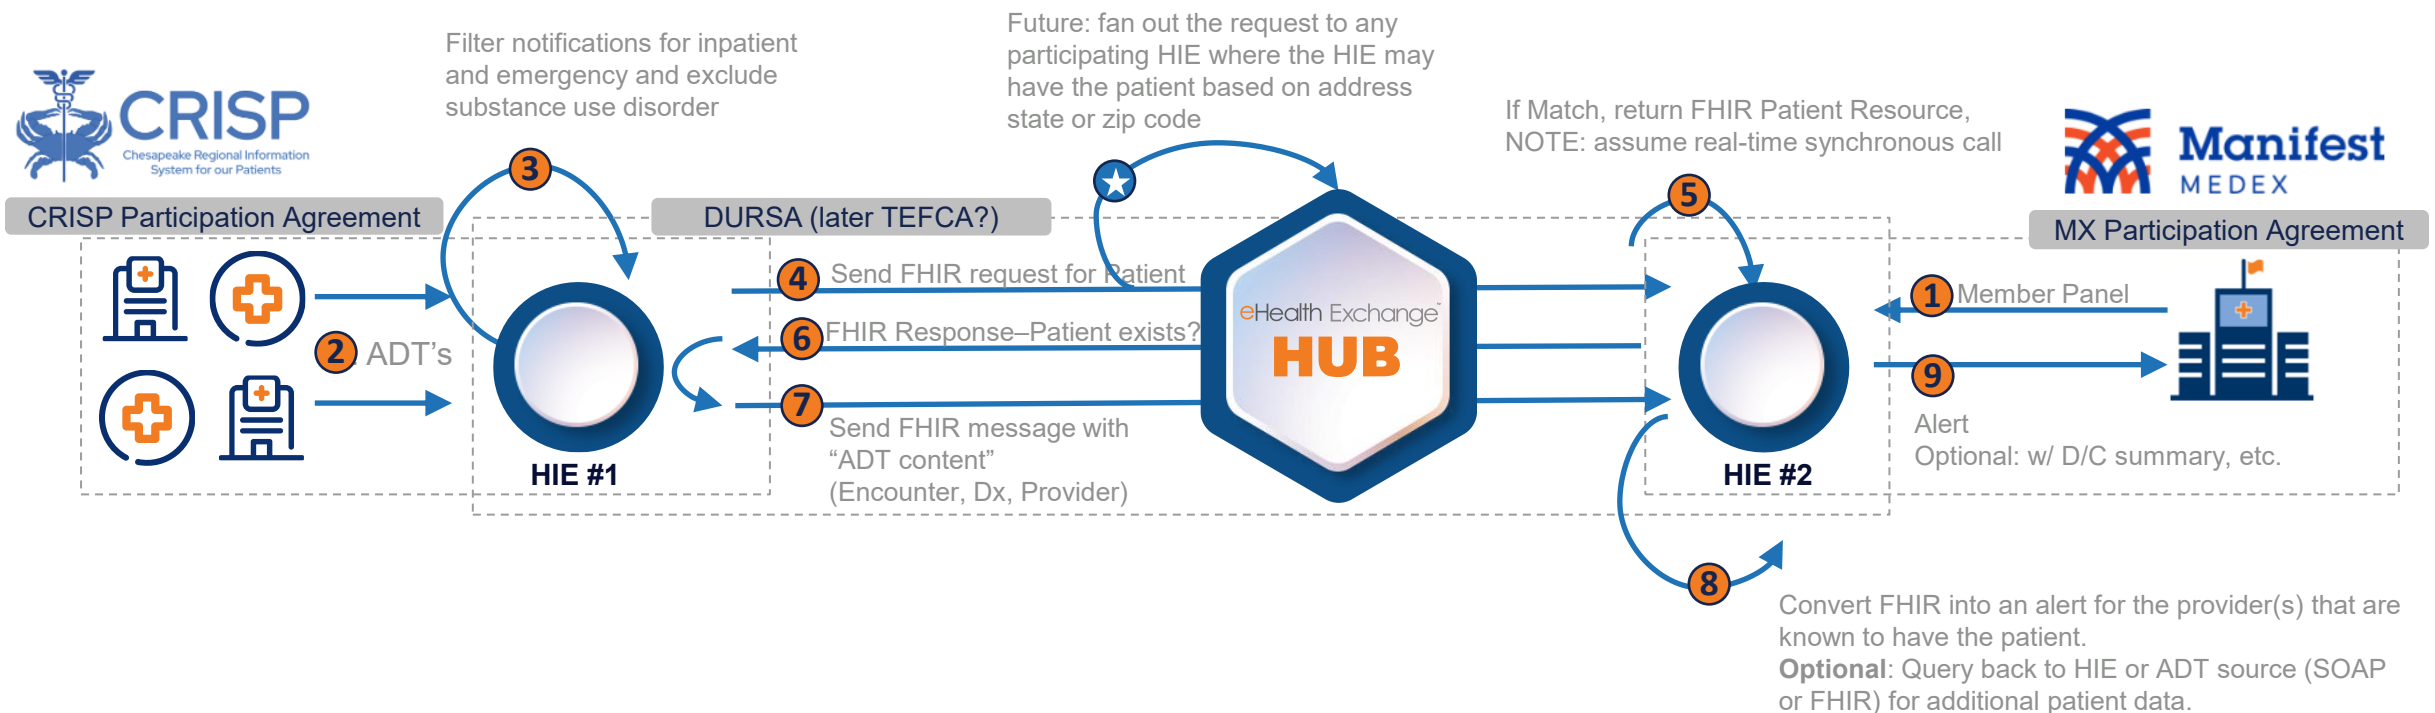 Filter notifications for inpatient
and emergency and exclude
substance use disorder
Future: fan out the request to any
participating HIE where the HIE may
have the patient based on address
state or zip code
If Match, return FHIR Patient Resource,
NOTE: assume real-time synchronous call
CRISP
Chesapeake Regional Information
System for our Patients
Manifest
MEDEX
CRISP Participation Agreement
DURSA (later TEFCA?)
MX Participation Agreement
3
5
4 Send FHIR request for Patient
1 Member Panel
eHealth Exchange™
HUB
6 FHIR Response–Patient exists?
2 ADT's
9
Alert
Optional: w/ D/C summary, etc.
7
Send FHIR message with
“ADT content”
(Encounter, Dx, Provider)
HIE #1
HIE #2
8
Convert FHIR into an alert for the provider(s) that are
known to have the patient.
Optional: Query back to HIE or ADT source (SOAP
or FHIR) for additional patient data.